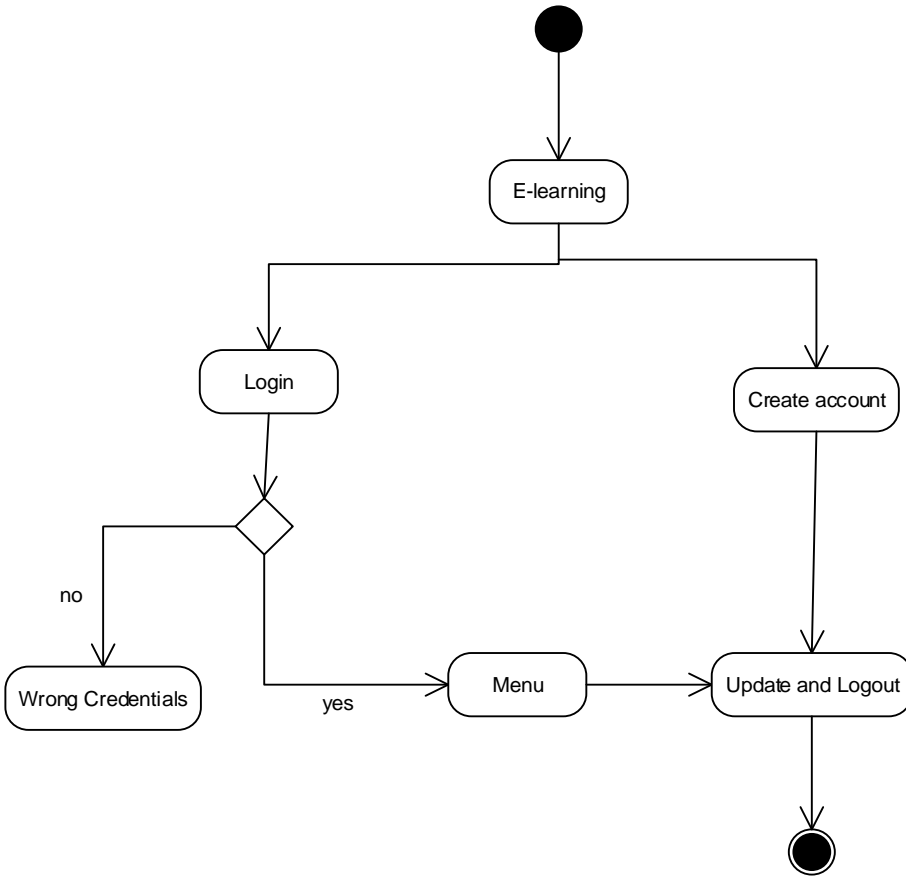 E-learning
Login
Create account
no
Wrong Credentials
yes
Menu
Update and Logout